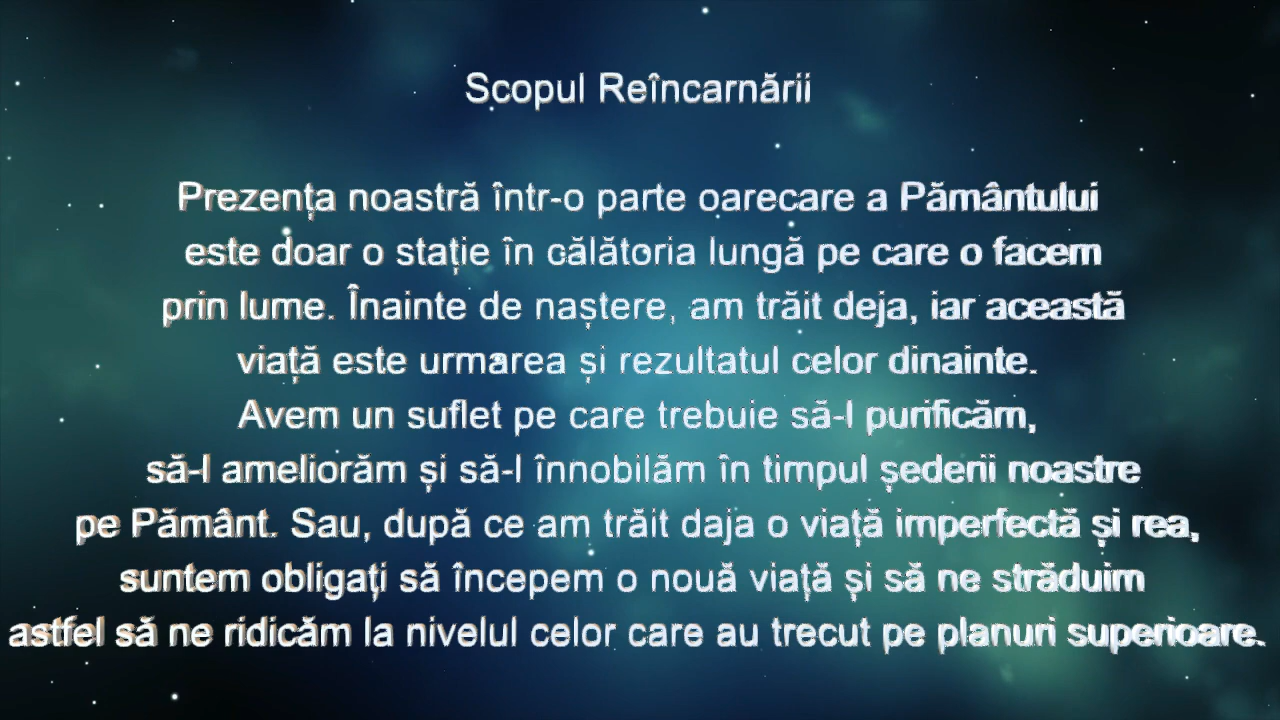 Scopul Reîncarnării
Prezența noastră într-o parte oarecare a Pământului
este doar o stație în călătoria lungă pe care o facem
prin lume. Înainte de naștere, am trăit deja, iar această
viață este urmarea și rezultatul celor dinainte.
Avem un suflet pe care trebuie să-l purificăm,
să-l ameliorăm și să-l înnobilăm în timpul șederii noastre
pe Pământ. Sau, după ce am trăit daja o viață imperfectă și rea,
suntem obligați să începem o nouă viață și să ne străduim
astfel să ne ridicăm la nivelul celor care au trecut pe planuri superioare.